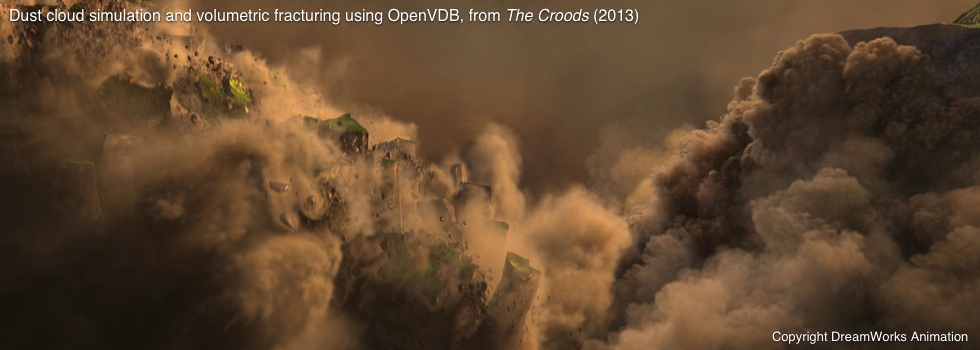 Dust cloud simulation and volumetric fracturing using OpenVDB, from The Croods (2013)
Copyright DreamWorks Animation